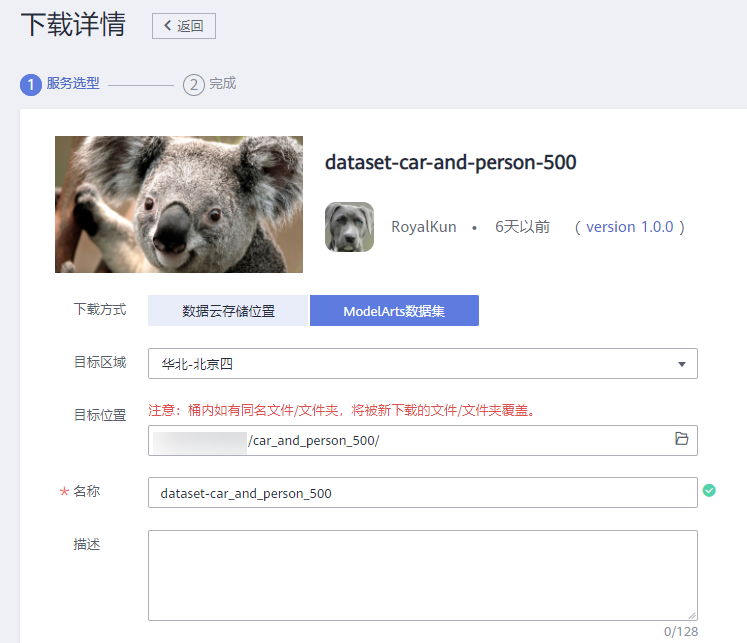 下载详情
返回
1 服务选型
2 完成
dataset-car-and-person-500
RoyalKun • 6天以前 ( version 1.0.0 )
下载方式 数据云存储位置 ModelArts数据集
目标区域 华北-北京四
目标位置 注意：桶内如有同名文件/文件夹，将被新下载的文件/文件夹覆盖。
/car_and_person_500/
* 名称 dataset-car_and_person_500
描述
0/128